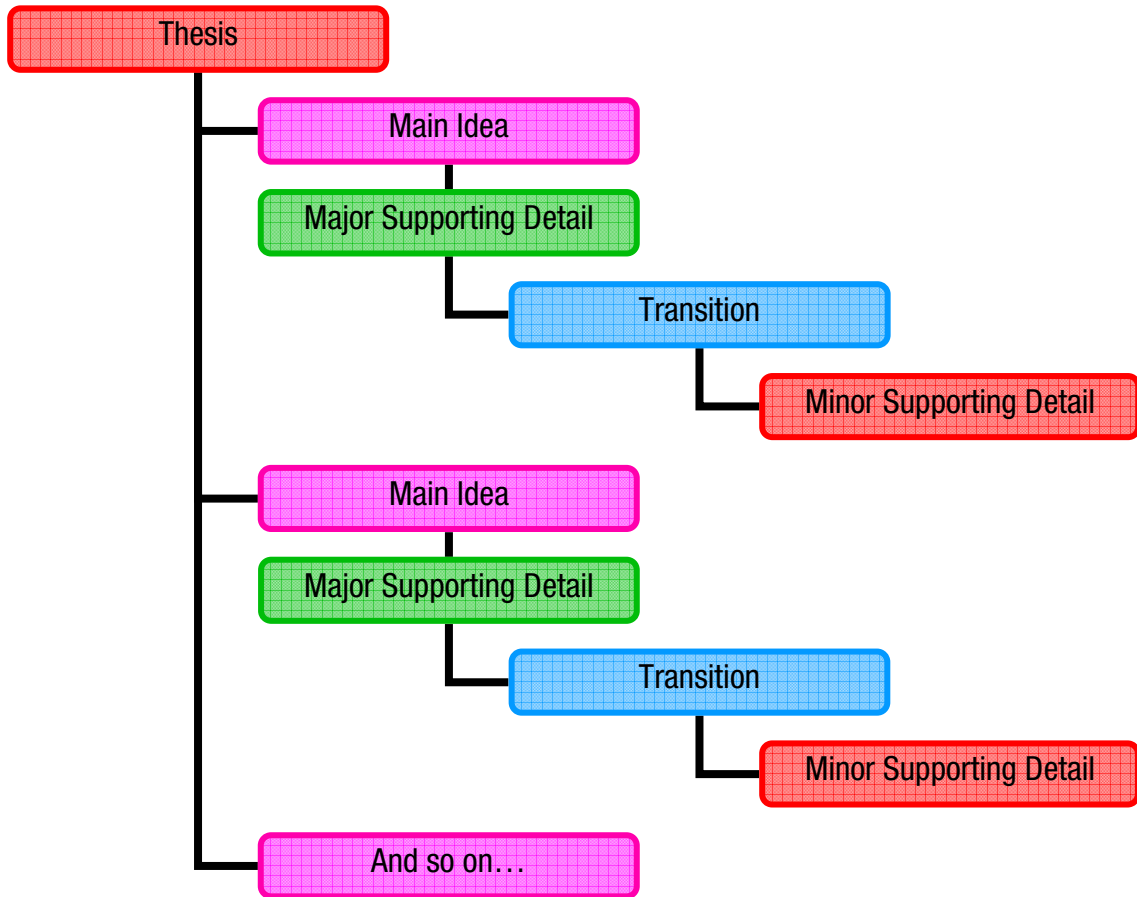 Thesis
Main Idea
Major Supporting Detail
Transition
Minor Supporting Detail
Main Idea
Major Supporting Detail
Transition
Minor Supporting Detail
And so on…